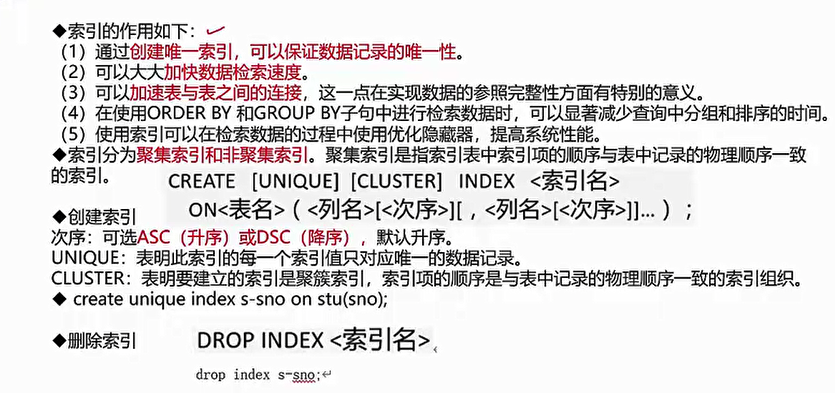 ◆索引的作用如下：
（1）通过创建唯一索引，可以保证数据记录的唯一性。
（2）可以大大加快数据检索速度。
（3）可以加速表与表之间的连接，这一点在实现数据的参照完整性方面有特别的意义。
（4）在使用ORDER BY 和GROUP BY子句中进行检索数据时，可以显著减少查询中分组和排序的时间。
（5）使用索引可以在检索数据的过程中使用优化隐藏器，提高系统性能。
◆索引分为聚集索引和非聚集索引。聚集索引是指索引表中索引项的顺序与表中记录的物理顺序一致
的索引。
CREATE [UNIQUE] [CLUSTER] INDEX <索引名>
ON<表名>（<列名>[<次序>][，<列名>[<次序>]]…）；
◆创建索引
次序：可选ASC（升序）或DSC（降序），默认升序。
UNIQUE：表明此索引的每一个索引值只对应唯一的数据记录。
CLUSTER：表明要建立的索引是聚簇索引，索引项的顺序是与表中记录的物理顺序一致的索引组织。
◆ create unique index s-sno on stu(sno);
◆删除索引
DROP INDEX <索引名>
drop index s-sno;